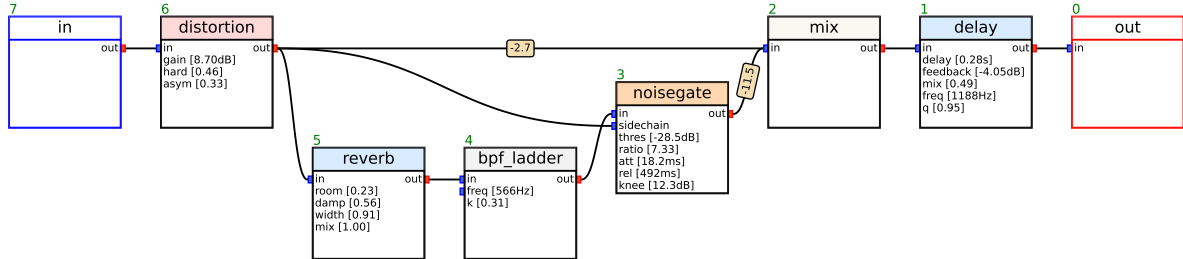 7
in
out
6
distortion
in
out
gain [8.70dB]
hard [0.46]
asym [0.33]
-2.7
5
reverb
in
out
room [0.23]
damp [0.56]
width [0.91]
mix [1.00]
4
bpf_ladder
in
out
freq [566Hz]
k [0.31]
3
noisegate
in
out
sidechain
thres [-28.5dB]
ratio [7.33]
att [18.2ms]
rel [492ms]
knee [12.3dB]
-11.5
2
mix
in
out
1
delay
in
out
delay [0.28s]
feedback [-4.05dB]
mix [0.49]
freq [1188Hz]
q [0.95]
0
out
in